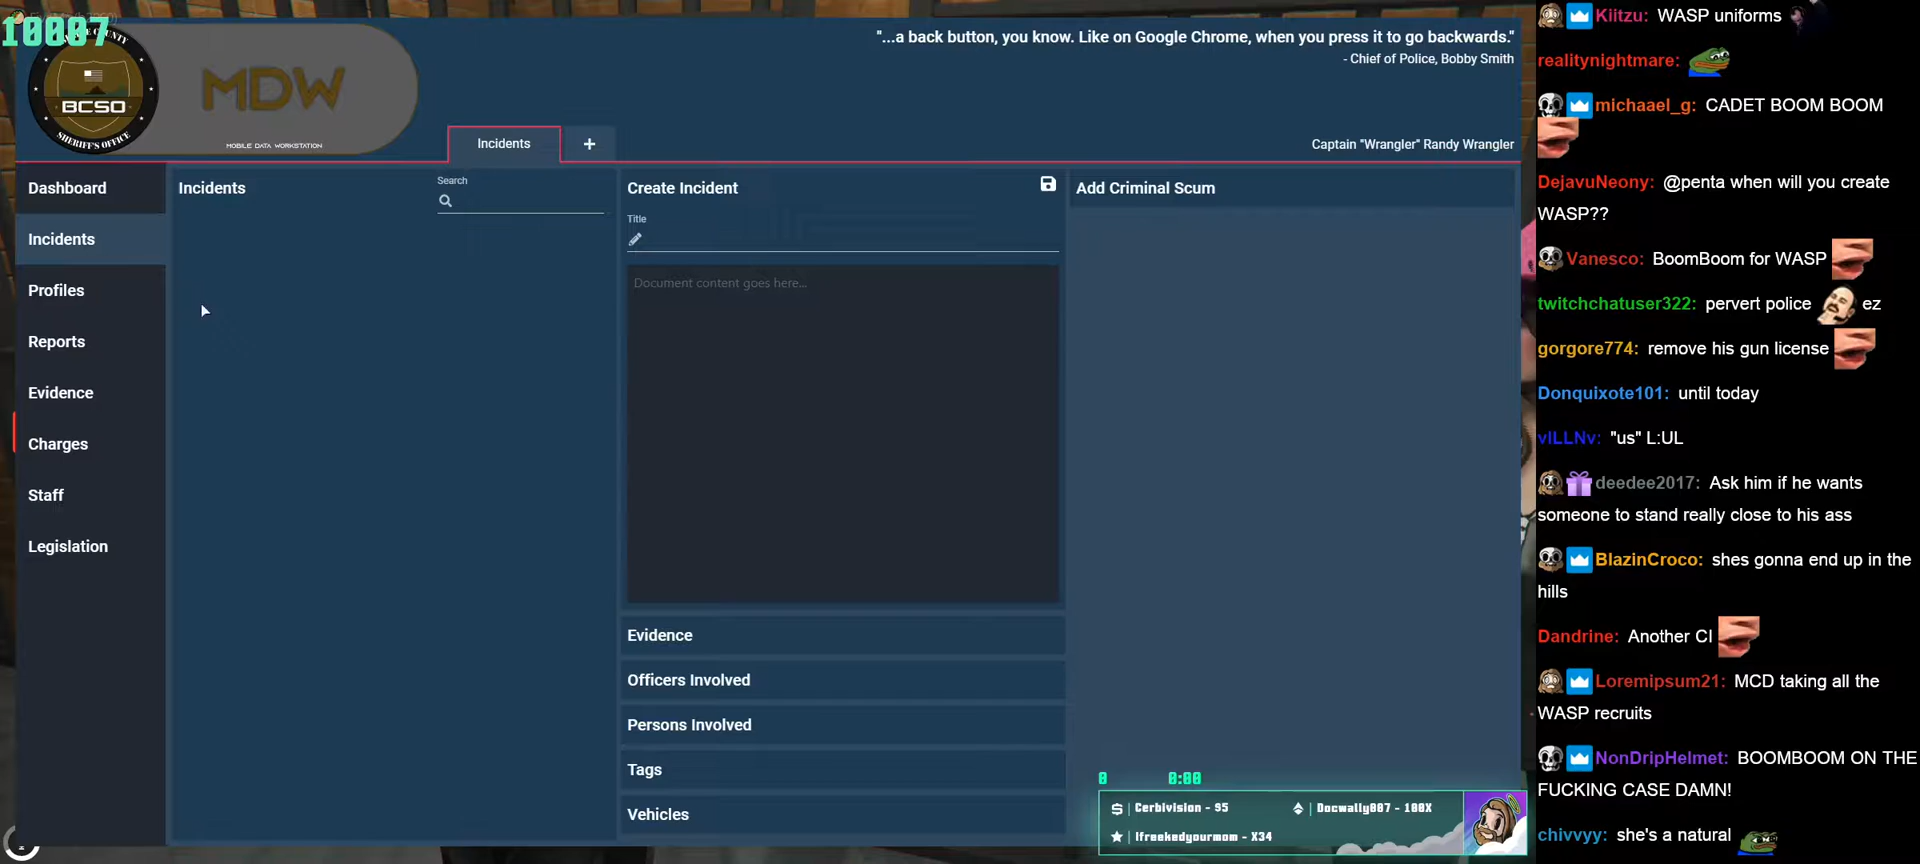 10007
COUNTY
BCSO
SHERIFF'S OFFICE
MDW
MOBILE DATA WORKSTATION
"...a back button, you know. Like on Google Chrome, when you press it to go backwards."
- Chief of Police, Bobby Smith
Incidents
+
Captain "Wrangler" Randy Wrangler
Dashboard
Incidents
Profiles
Reports
Evidence
Charges
Staff
Legislation
Incidents
Search
Create Incident
Title
Document content goes here...
Evidence
Officers Involved
Persons Involved
Tags
Vehicles
Add Criminal Scum
0 0:00
Cerbivision - 95
Docwally007 - 100X
Ifreekedyourmom - X34
Kiitzu: WASP uniforms
realitynightmare:
michaael_g: CADET BOOM BOOM
DejavuNeony: @penta when will you create
WASP??
Vanesco: BoomBoom for WASP
twitchchatuser322: pervert police ez
gorgore774: remove his gun license
Donquixote101: until today
vILLNv: "us" L:UL
deedee2017: Ask him if he wants
someone to stand really close to his ass
BlazinCroco: shes gonna end up in the
hills
Dandrine: Another CI
Loremipsum21: MCD taking all the
WASP recruits
NonDripHelmet: BOOMBOOM ON THE
FUCKING CASE DAMN!
chivvyy: she's a natural